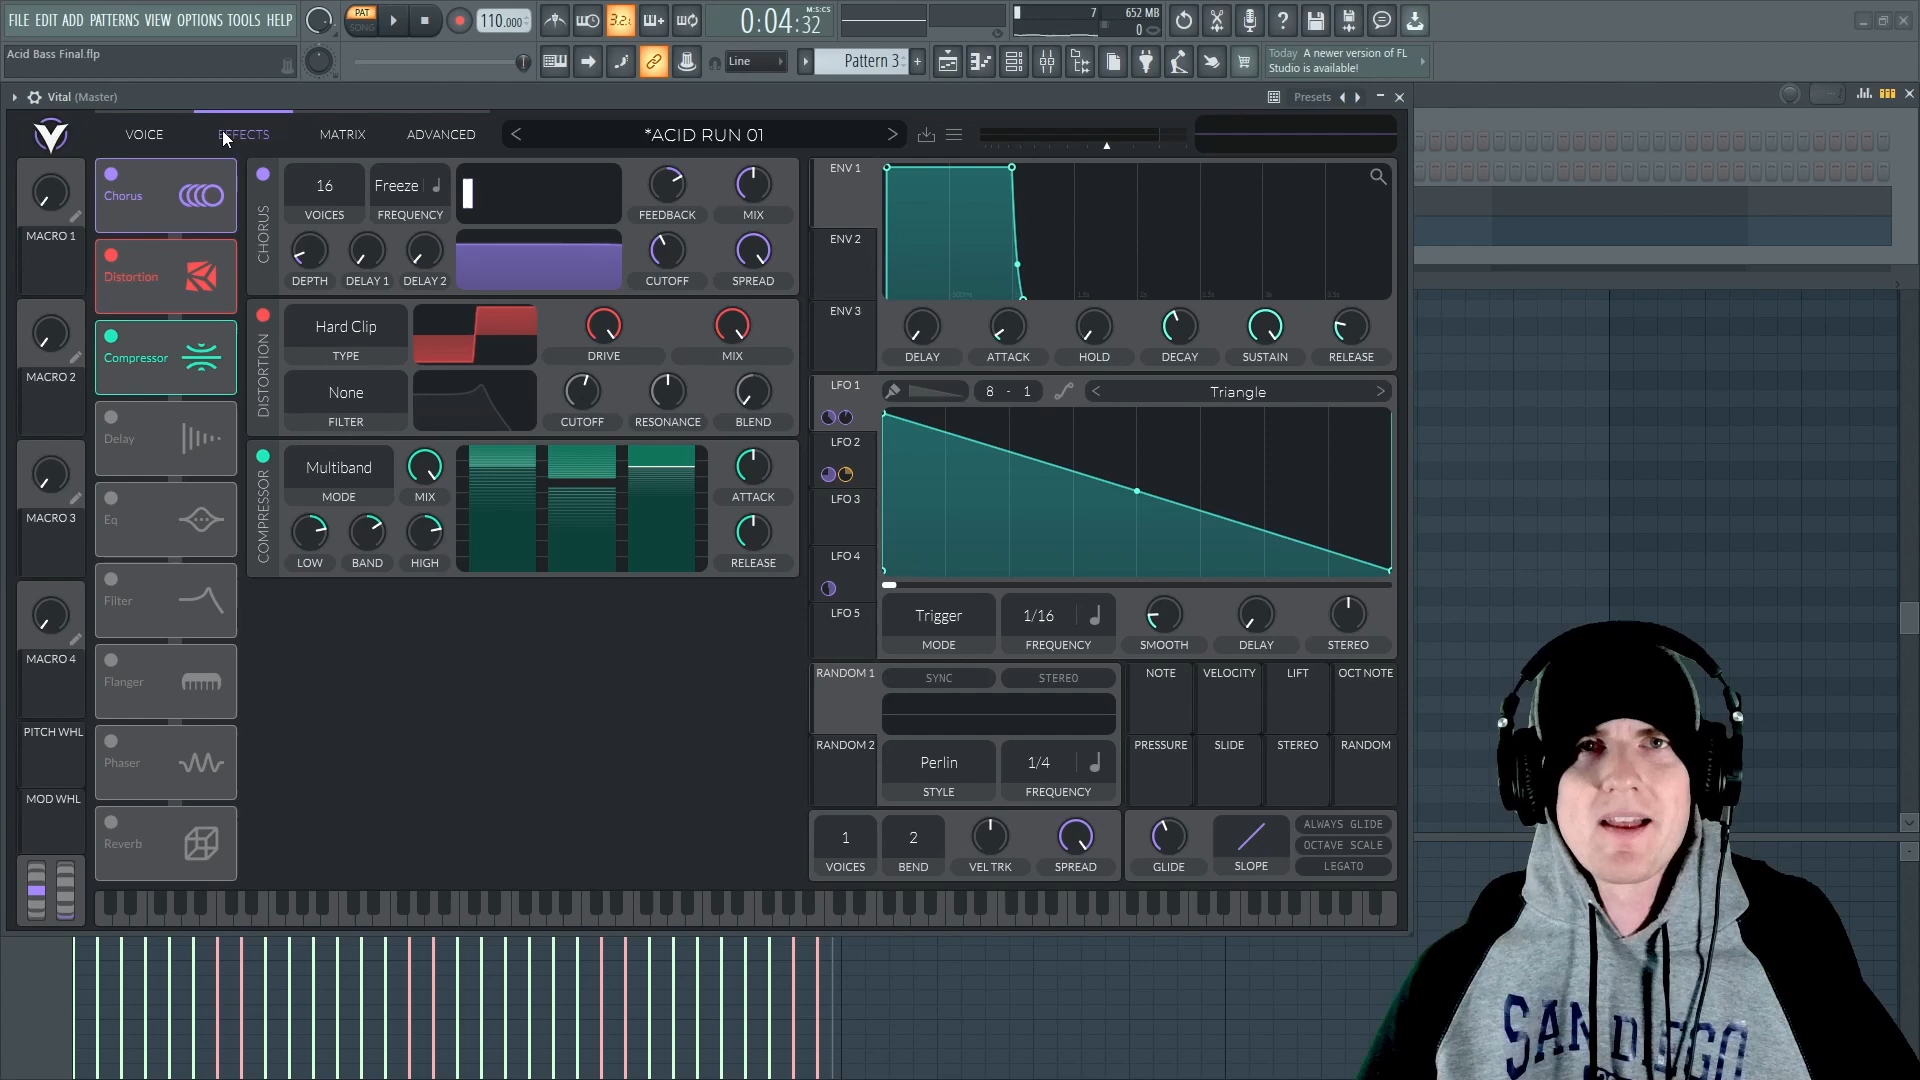 FILE EDIT ADD PATTERNS VIEW OPTIONS TOOLS HELP
PAT
SONG
110.000
3.2.
0:04:32
M:S:CS
7
652 MB
0
Acid Bass Final.flp
Line
Pattern 3
Today A newer version of FL
Studio is available!
Vital (Master)
Presets
VOICE
EFFECTS
MATRIX
ADVANCED
*ACID RUN 01
MACRO 1
MACRO 2
MACRO 3
MACRO 4
PITCH WHL
MOD WHL
Chorus
Distortion
Compressor
Delay
Eq
Filter
Flanger
Phaser
Reverb
CHORUS
16
VOICES
Freeze
FREQUENCY
FEEDBACK
MIX
DEPTH
DELAY 1
DELAY 2
CUTOFF
SPREAD
DISTORTION
Hard Clip
TYPE
DRIVE
MIX
None
FILTER
CUTOFF
RESONANCE
BLEND
COMPRESSOR
Multiband
MODE
MIX
ATTACK
LOW
BAND
HIGH
RELEASE
ENV 1
ENV 2
ENV 3
DELAY
ATTACK
HOLD
DECAY
SUSTAIN
RELEASE
LFO 1
LFO 2
LFO 3
LFO 4
LFO 5
8 - 1
Triangle
Trigger
MODE
1/16
FREQUENCY
SMOOTH
DELAY
STEREO
RANDOM 1
RANDOM 2
SYNC
STEREO
Perlin
STYLE
1/4
FREQUENCY
NOTE
VELOCITY
LIFT
OCT NOTE
PRESSURE
SLIDE
STEREO
RANDOM
1
VOICES
2
BEND
VEL TRK
SPREAD
GLIDE
SLOPE
ALWAYS GLIDE
OCTAVE SCALE
LEGATO
SAN DIEGO